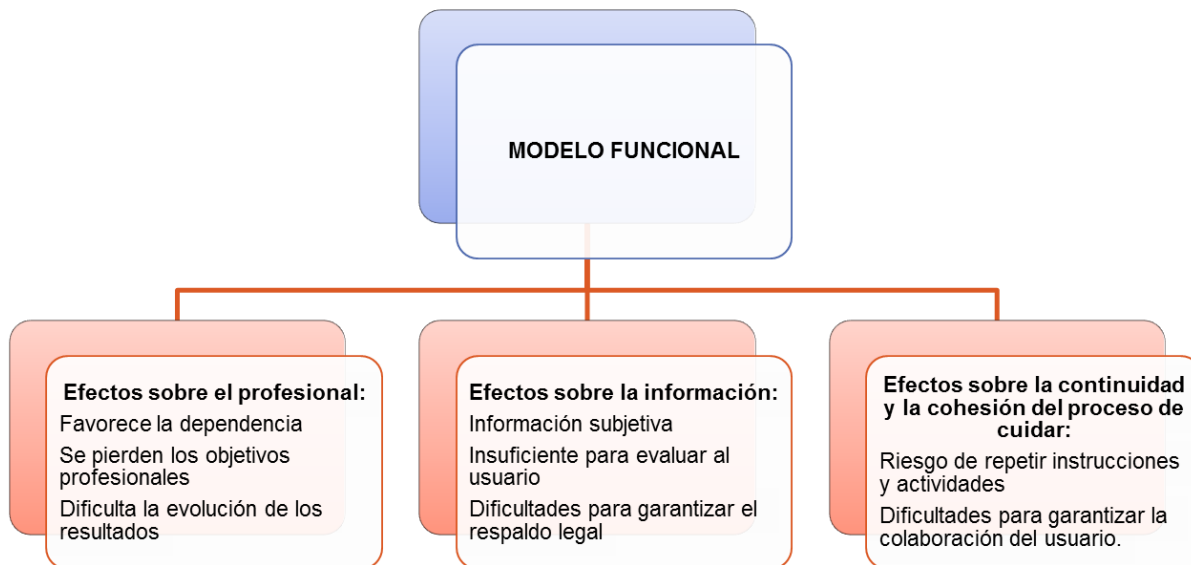 MODELO FUNCIONAL
Efectos sobre el profesional:
Favorece la dependencia
Se pierden los objetivos
profesionales
Dificulta la evolución de los
resultados
Efectos sobre la información:
Información subjetiva
Insuficiente para evaluar al
usuario
Dificultades para garantizar el
respaldo legal
Efectos sobre la continuidad
y la cohesión del proceso de
cuidar:
Riesgo de repetir instrucciones
y actividades
Dificultades para garantizar la
colaboración del usuario.